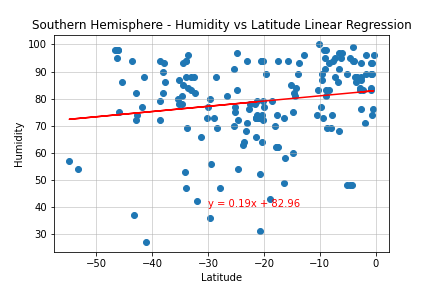 Southern Hemisphere - Humidity vs Latitude Linear Regression
100
90
80
70
60
50
40
30
Humidity
y = 0.19x + 82.96
−50 −40 −30 −20 −10 0
Latitude